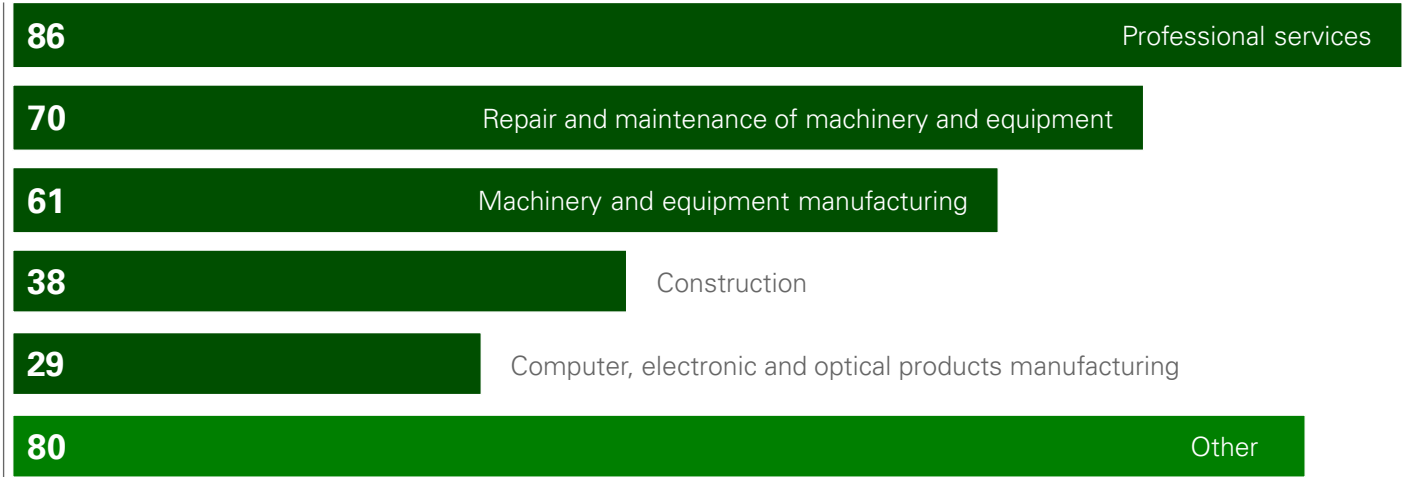 86 Professional services
70 Repair and maintenance of machinery and equipment
61 Machinery and equipment manufacturing
38 Construction
29 Computer, electronic and optical products manufacturing
80 Other